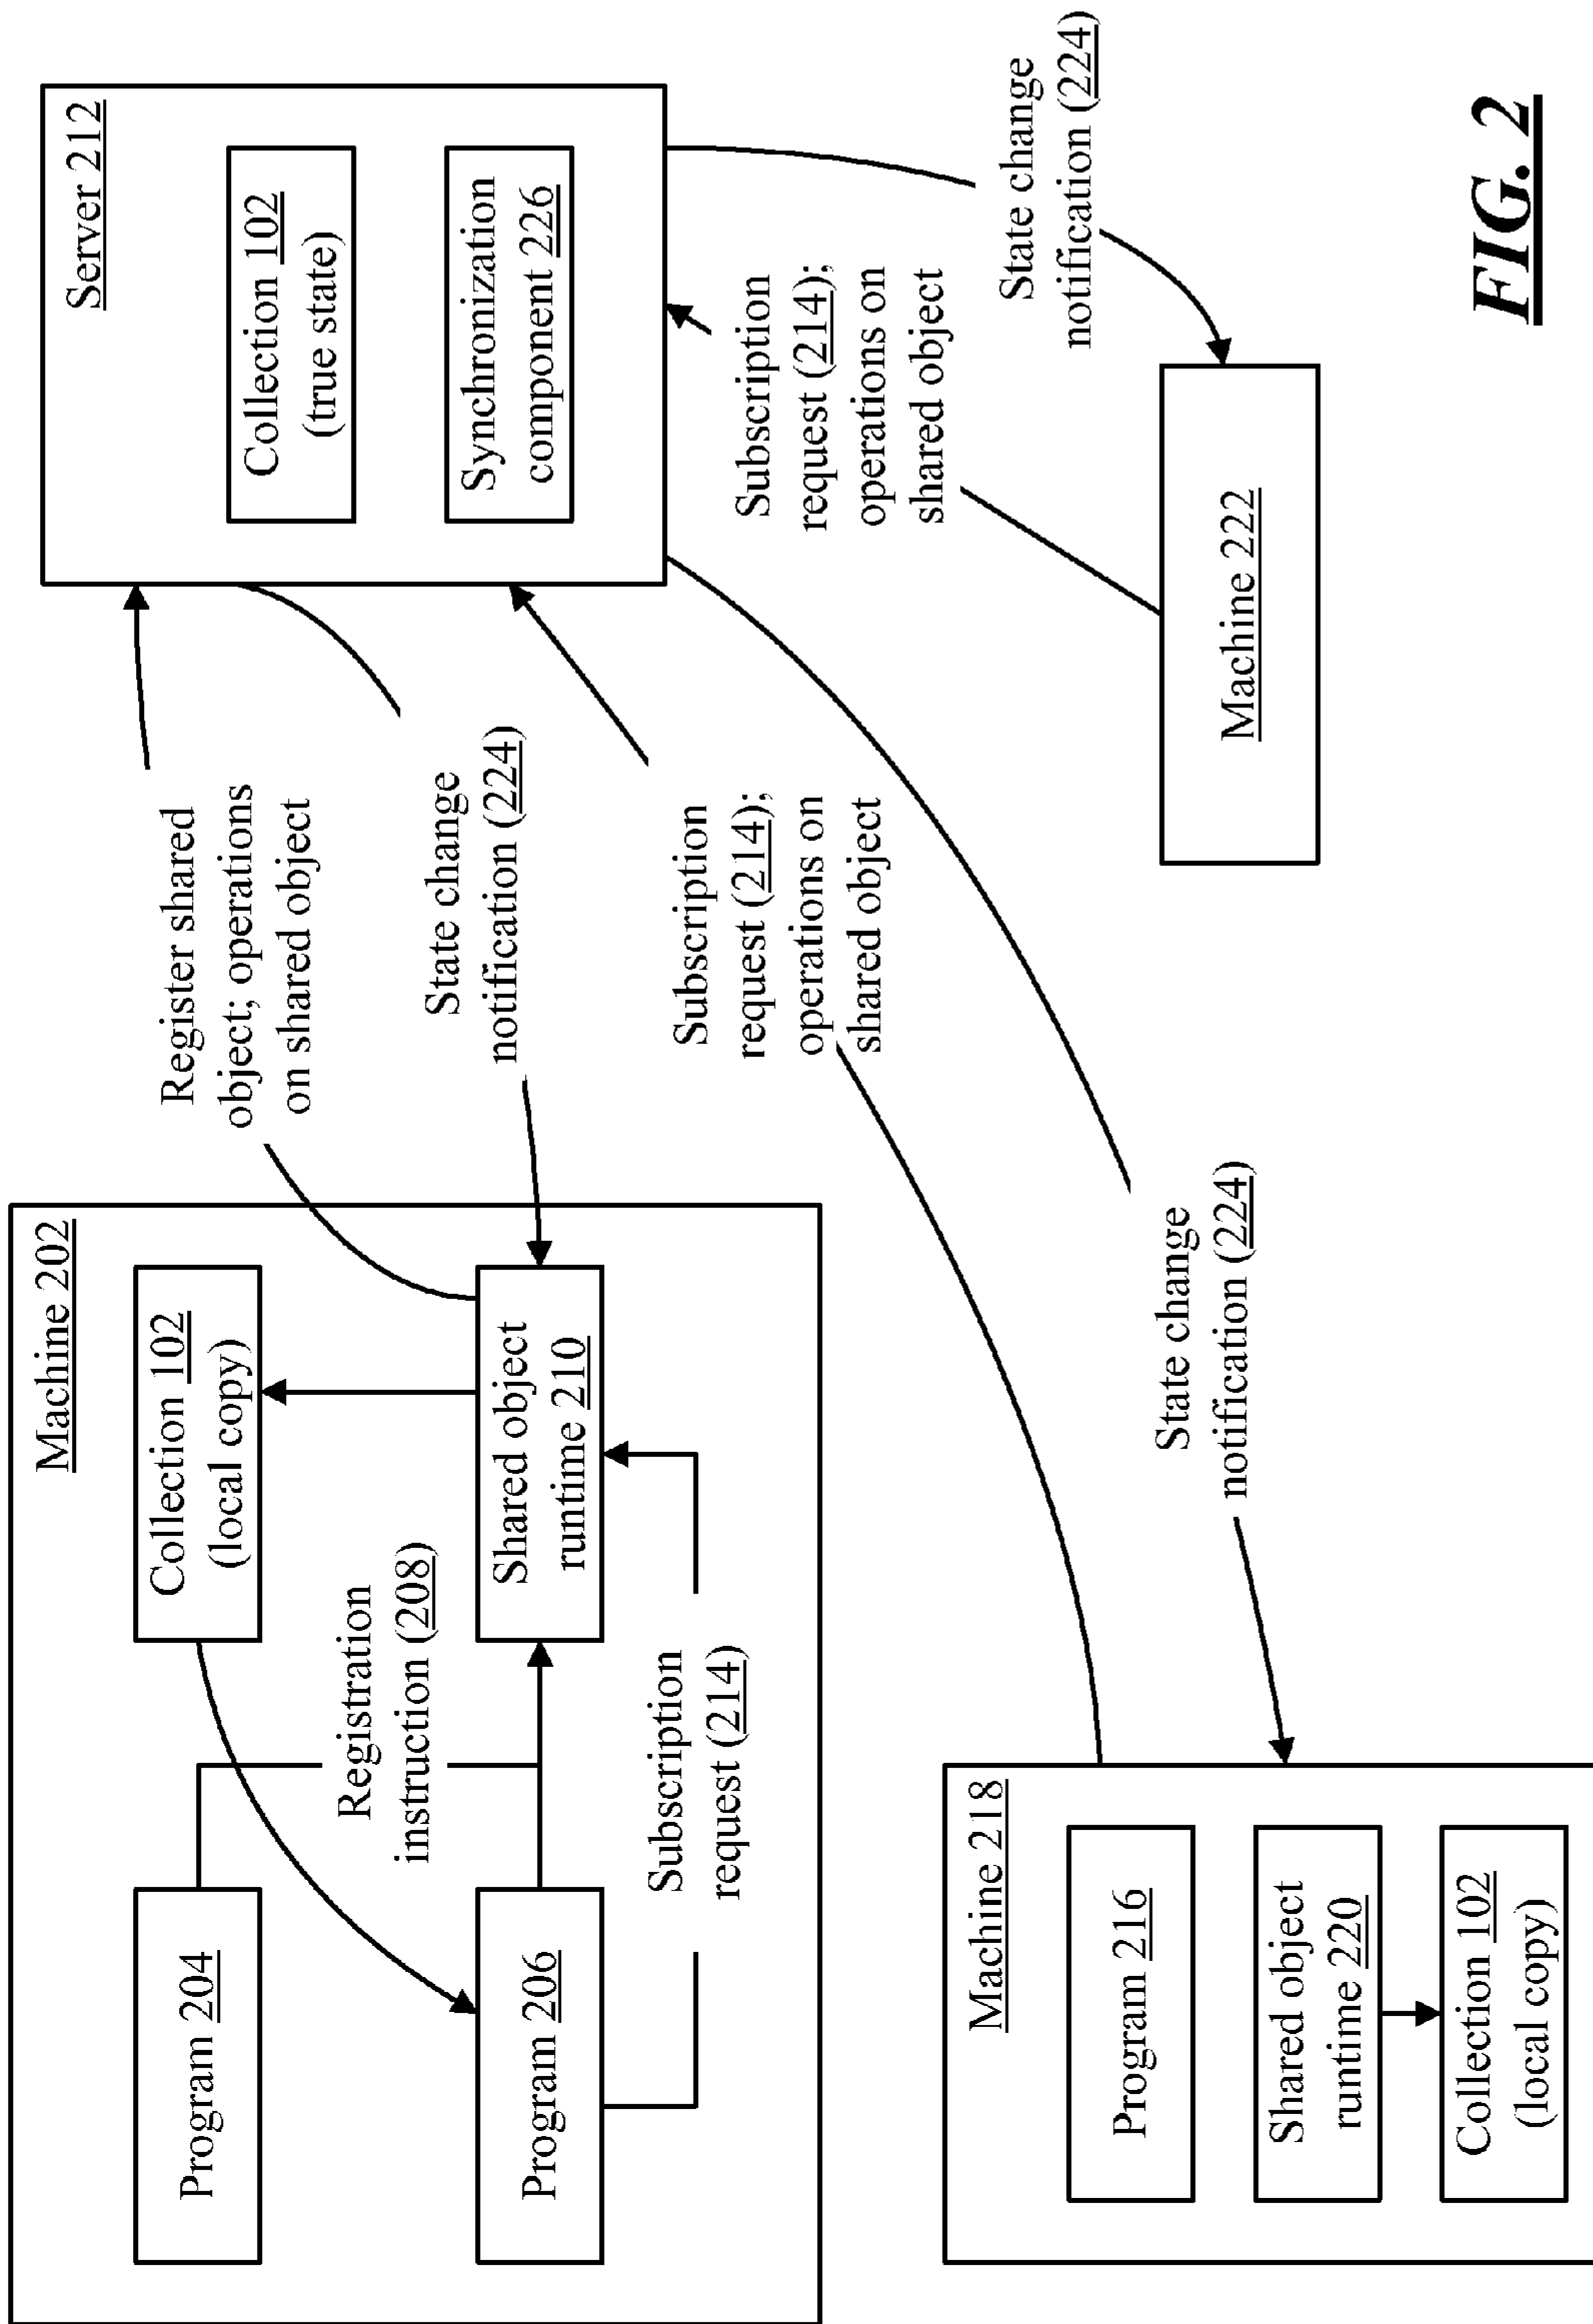 Machine 202
Program 204
Collection 102
(local copy)
Registration
instruction (208)
Program 206
Shared object
runtime 210
Subscription
request (214)
Register shared
object; operations
on shared object
State change
notification (224)
Server 212
Collection 102
(true state)
Synchronization
component 226
Subscription
request (214);
operations on
shared object
Subscription
request (214);
operations on
shared object
State change
notification (224)
State change
notification (224)
Machine 218
Program 216
Shared object
runtime 220
Collection 102
(local copy)
Machine 222
FIG. 2